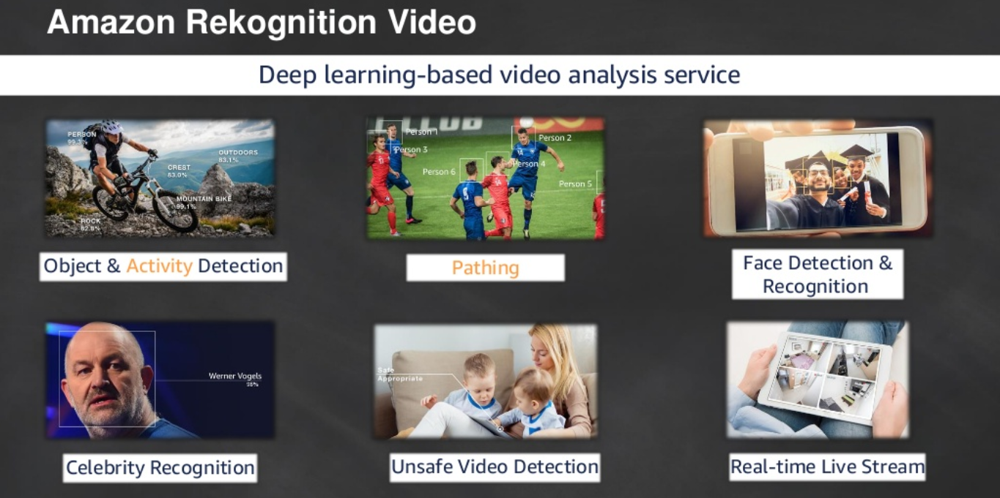 Amazon Rekognition Video
Deep learning-based video analysis service
PERSON
99.3%
OUTDOORS
83.1%
CREST
83.0%
MOUNTAIN BIKE
99.1%
ROCK
82.8%
CLUB
Person 1
Person 2
Person 3
Person 4
Person 6
Person 5
Object & Activity Detection
Pathing
Face Detection &
Recognition
Werner Vogels
98%
Safe
Appropriate
Celebrity Recognition
Unsafe Video Detection
Real-time Live Stream